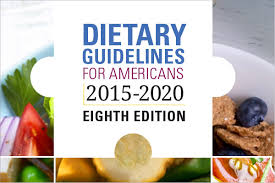 DIETARY
GUIDELINES
FOR AMERICANS
2015-2020
EIGHTH EDITION